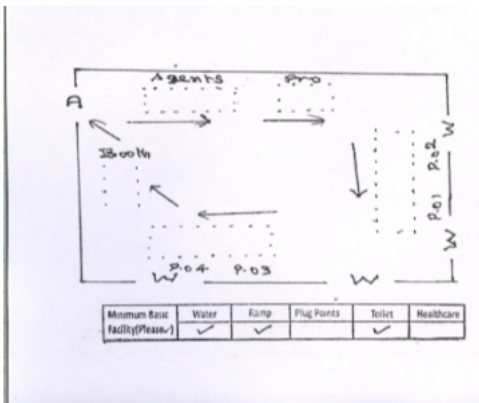 Agents Pro
A
W
Booth
P.02
P.01
W
P.04 P.03
W W
Minimum Basic Water Ramp Plug Points Toilet Healthcare
Facility(Please✓) ✓ ✓ ✓